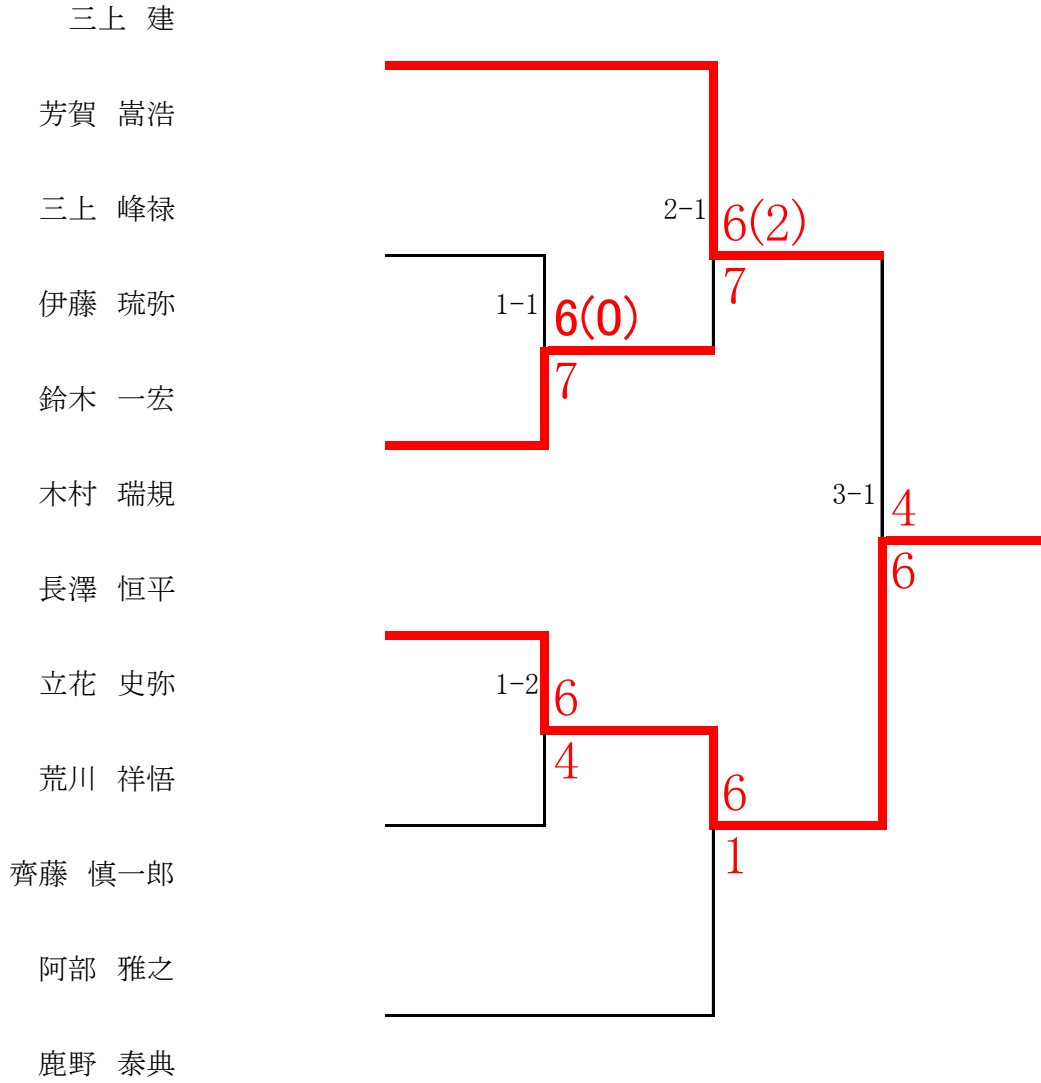 三上 建
芳賀 嵩浩
三上 峰禄
2-1
6(2)
7
伊藤 琉弥
1-1
6(0)
7
鈴木 一宏
木村 瑞規
3-1
4
6
長澤 恒平
立花 史弥
1-2
6
4
荒川 祥悟
6
1
齊藤 慎一郎
阿部 雅之
鹿野 泰典